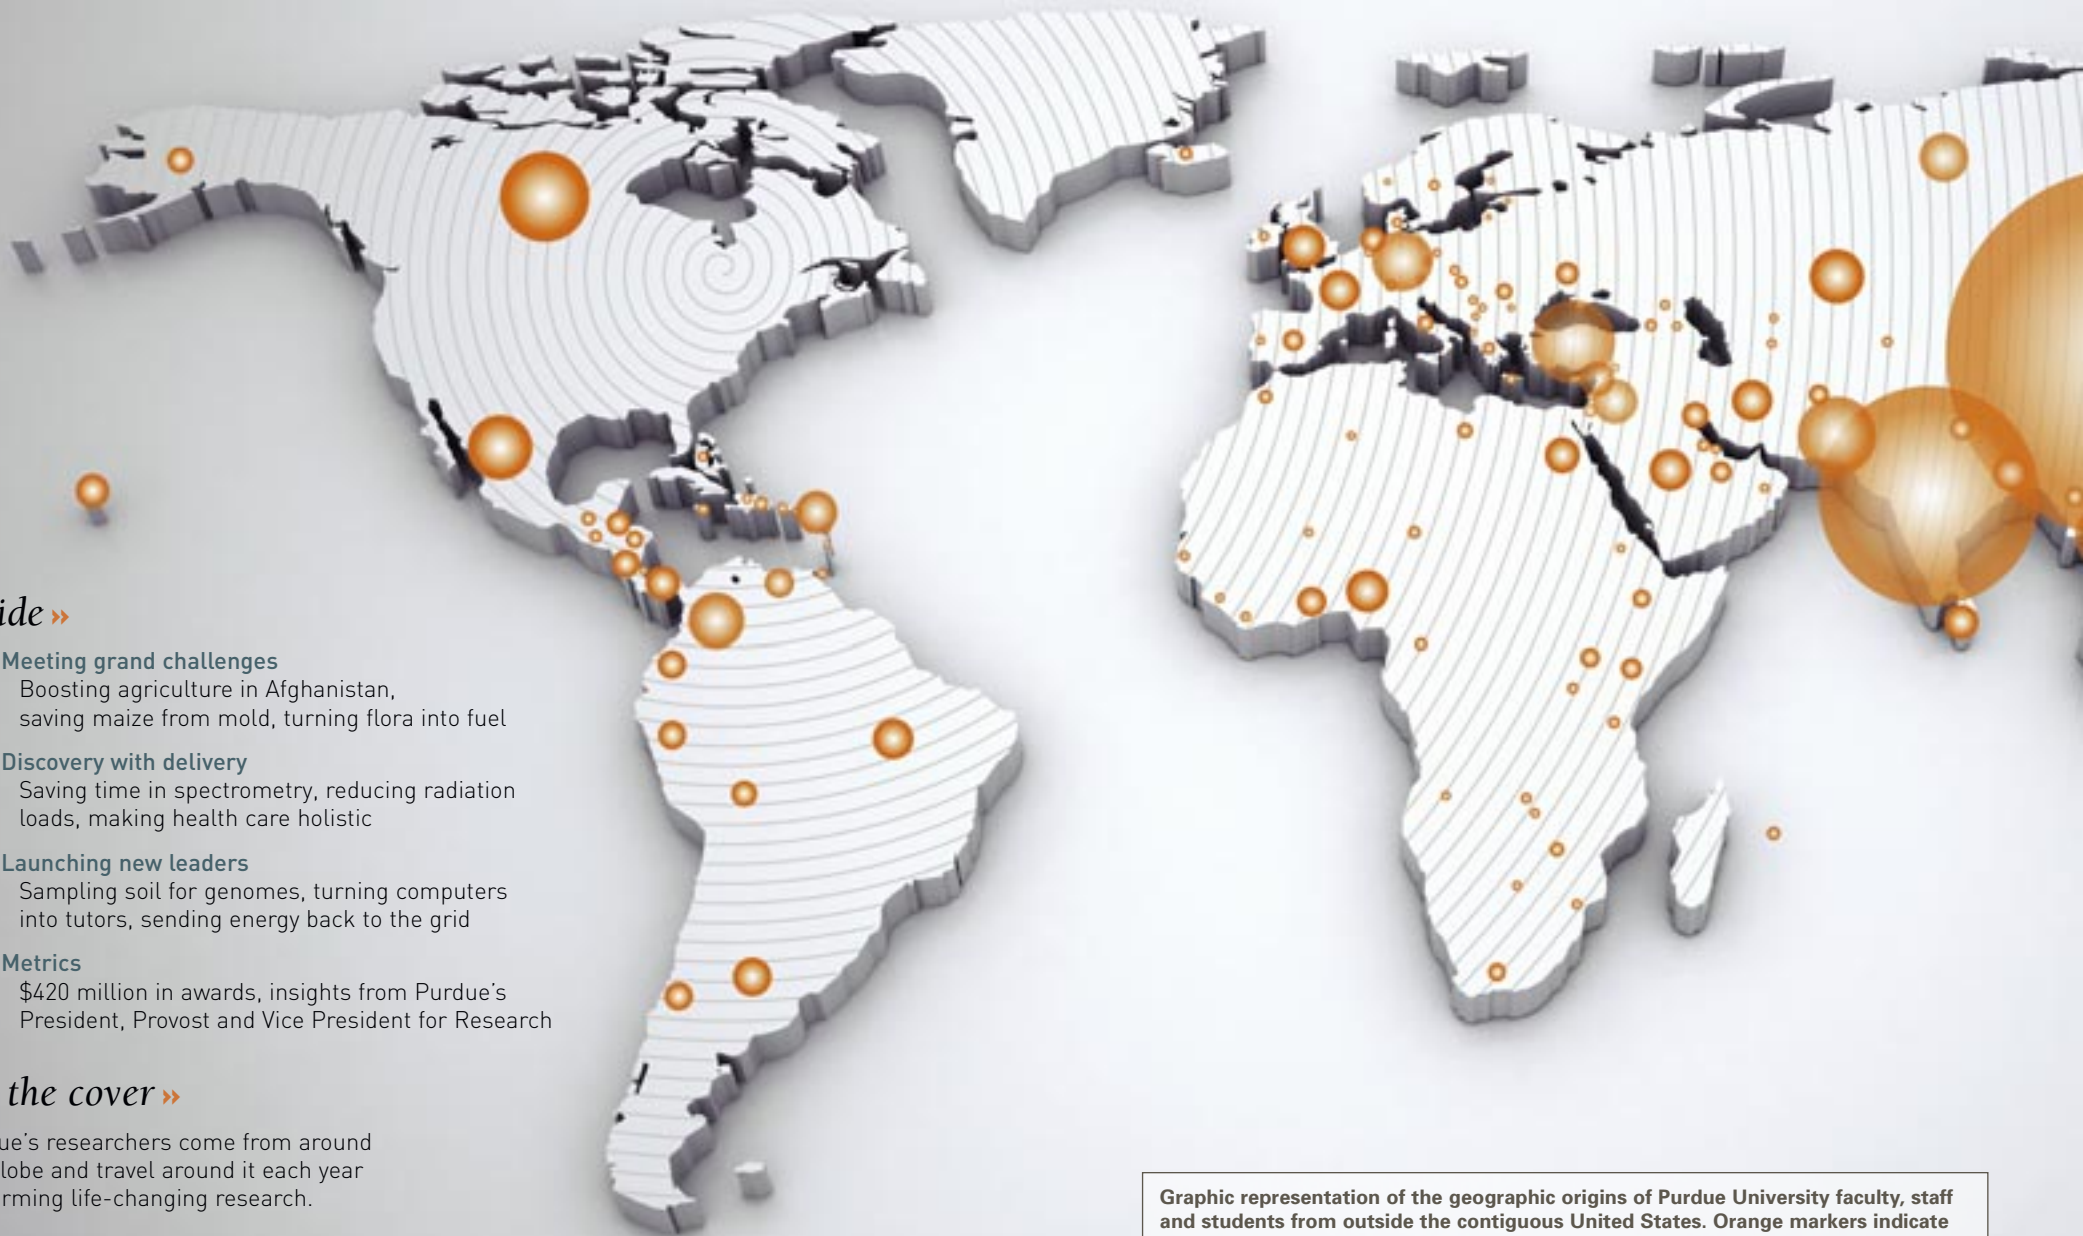 ide »
Meeting grand challenges
Boosting agriculture in Afghanistan,
saving maize from mold, turning flora into fuel
Discovery with delivery
Saving time in spectrometry, reducing radiation
loads, making health care holistic
Launching new leaders
Sampling soil for genomes, turning computers
into tutors, sending energy back to the grid
Metrics
$420 million in awards, insights from Purdue's
President, Provost and Vice President for Research
the cover »
ue's researchers come from around
lobe and travel around it each year
rming life-changing research.
Graphic representation of the geographic origins of Purdue University faculty, staff
and students from outside the contiguous United States. Orange markers indicate